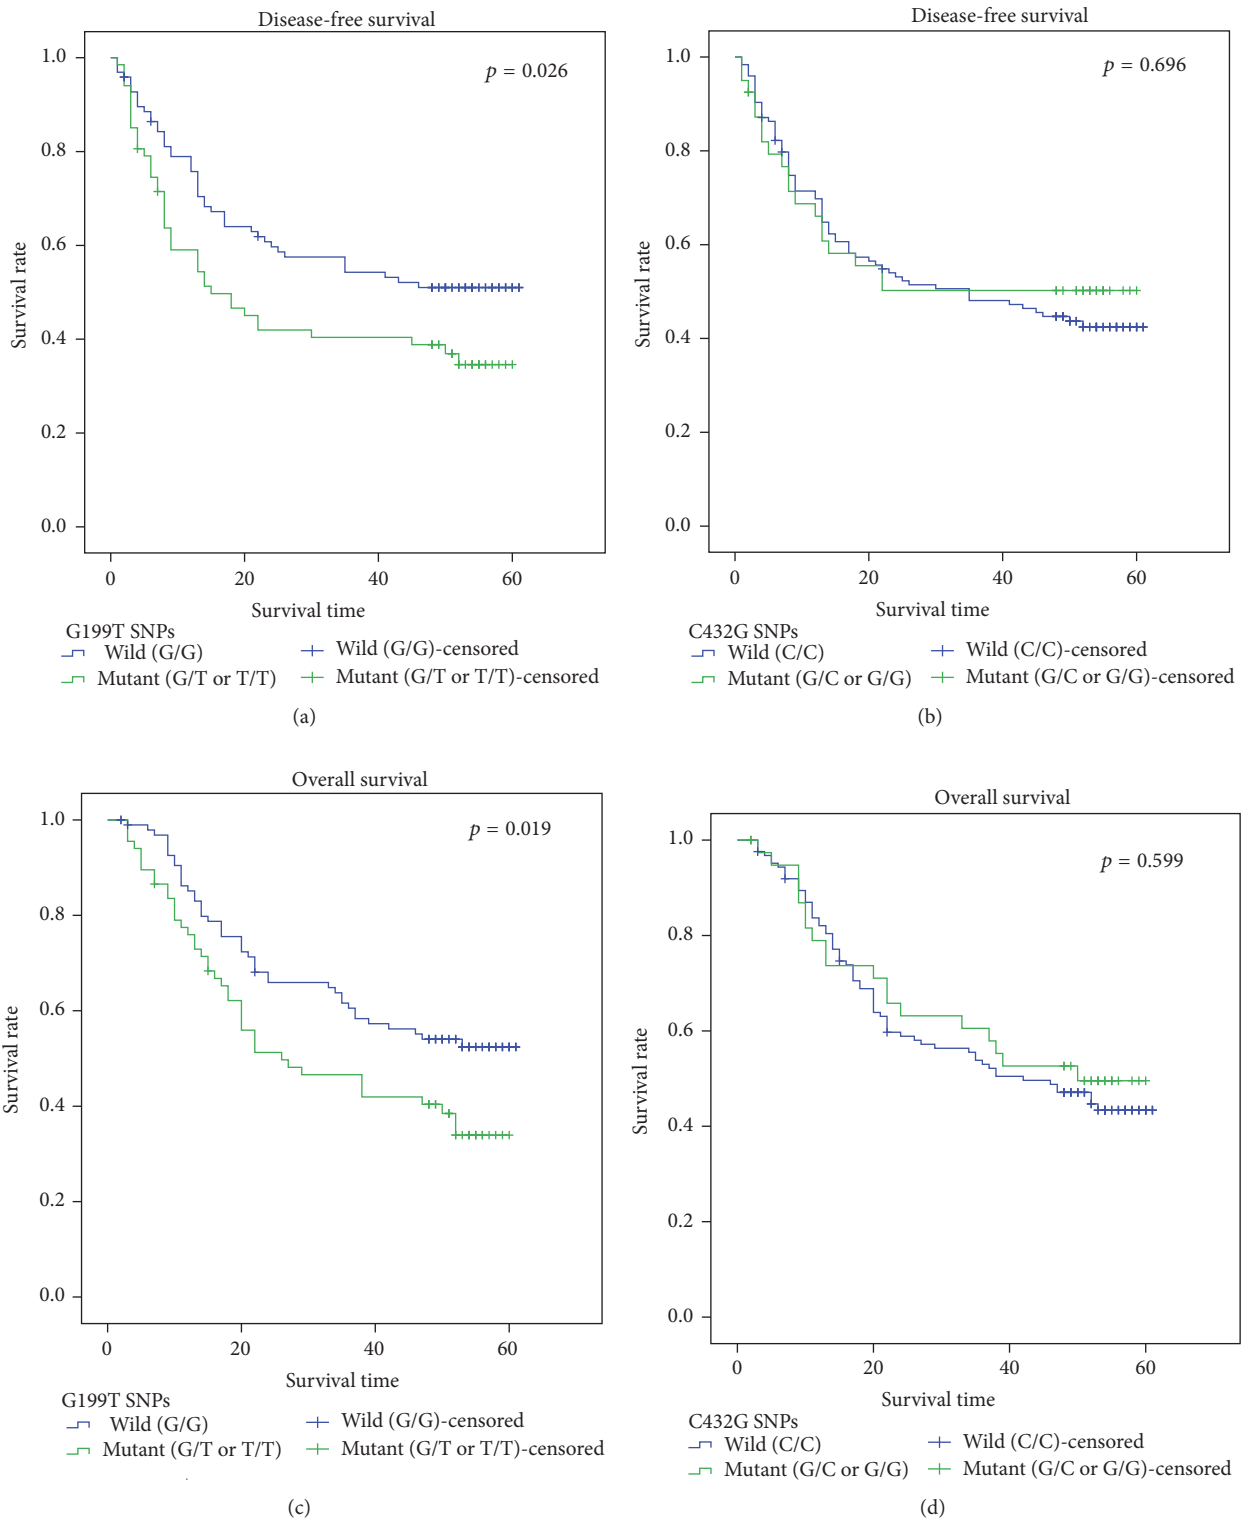 Disease-free survival
p = 0.026
1.0
0.8
0.6
0.4
0.2
0.0
Survival rate
0 20 40 60
Survival time
G199T SNPs
Wild (G/G)
Wild (G/G)-censored
Mutant (G/T or T/T)
Mutant (G/T or T/T)-censored
(a)
Disease-free survival
p = 0.696
1.0
0.8
0.6
0.4
0.2
0.0
Survival rate
0 20 40 60
Survival time
C432G SNPs
Wild (C/C)
Wild (C/C)-censored
Mutant (G/C or G/G)
Mutant (G/C or G/G)-censored
(b)
Overall survival
p = 0.019
1.0
0.8
0.6
0.4
0.2
0.0
Survival rate
0 20 40 60
Survival time
G199T SNPs
Wild (G/G)
Wild (G/G)-censored
Mutant (G/T or T/T)
Mutant (G/T or T/T)-censored
(c)
Overall survival
p = 0.599
1.0
0.8
0.6
0.4
0.2
0.0
Survival rate
0 20 40 60
Survival time
C432G SNPs
Wild (C/C)
Wild (C/C)-censored
Mutant (G/C or G/G)
Mutant (G/C or G/G)-censored
(d)